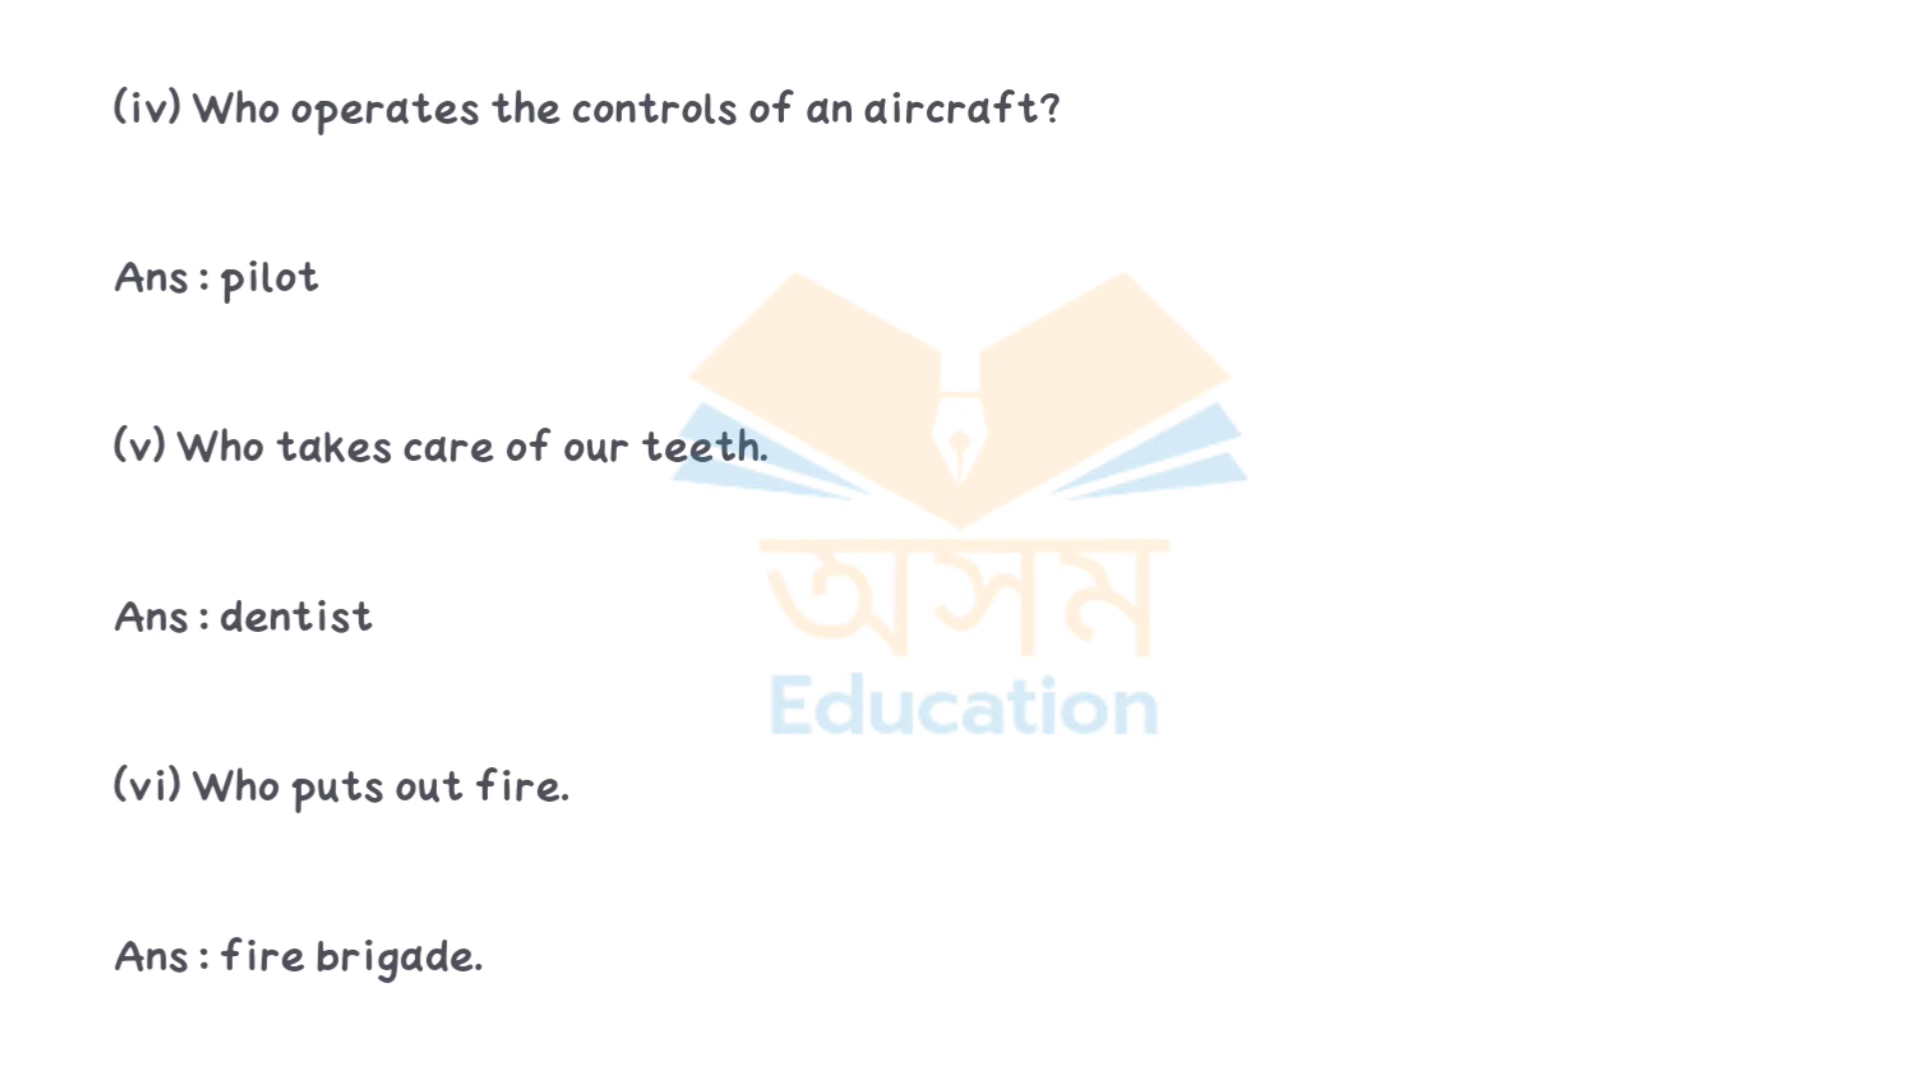 (iv) Who operates the controls of an aircraft?
Ans : pilot
(v) Who takes care of our teeth.
Ans : dentist
অসম
Education
(vi) Who puts out fire.
Ans : fire brigade.